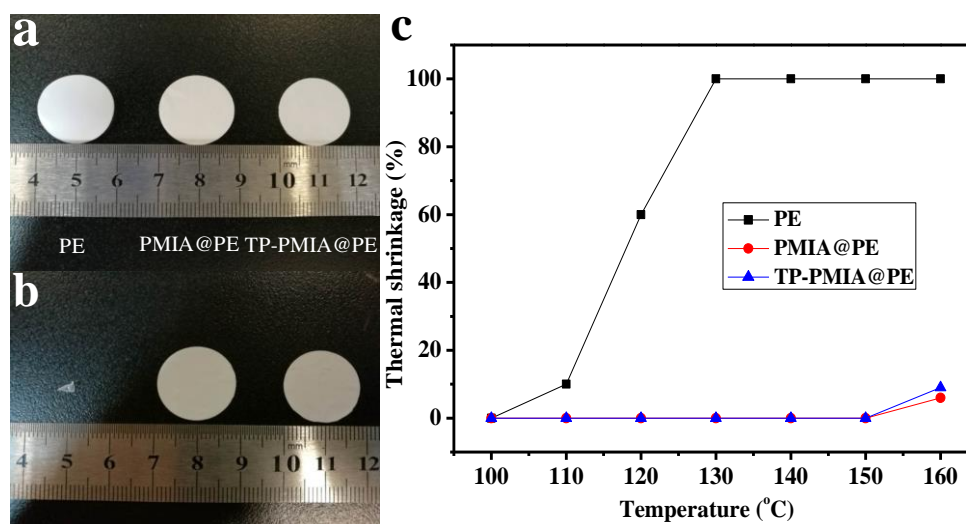 a
4 5 6 7 8 9 10 11 12
mm
PE PMIA@PE TP-PMIA@PE
b
4 5 6 7 8 9 10 11 12
mm
c
Thermal shrinkage (%)
100
80
60
40
20
0
PE
PMIA@PE
TP-PMIA@PE
100 110 120 130 140 150 160
Temperature (°C)